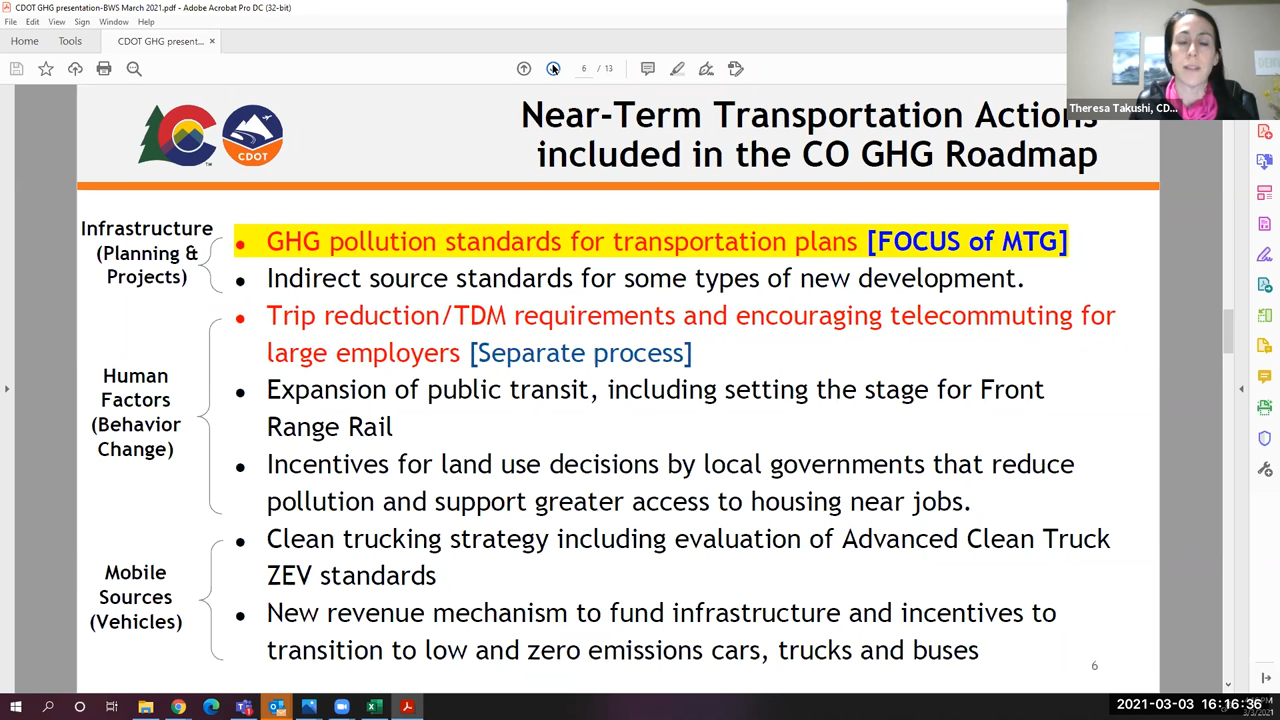 CDOT GHG presentation-BWS March 2021.pdf - Adobe Acrobat Pro DC (32-bit)
File Edit View Sign Window Help
Home Tools CDOT GHG present... ×
6 / 13
Theresa Takushi, CD...
CDOT
Near-Term Transportation Actions
included in the CO GHG Roadmap
Infrastructure
(Planning &
Projects)
• GHG pollution standards for transportation plans [FOCUS of MTG]
• Indirect source standards for some types of new development.
Human
Factors
(Behavior
Change)
• Trip reduction/TDM requirements and encouraging telecommuting for
large employers [Separate process]
• Expansion of public transit, including setting the stage for Front
Range Rail
• Incentives for land use decisions by local governments that reduce
pollution and support greater access to housing near jobs.
Mobile
Sources
(Vehicles)
• Clean trucking strategy including evaluation of Advanced Clean Truck
ZEV standards
• New revenue mechanism to fund infrastructure and incentives to
transition to low and zero emissions cars, trucks and buses
6
2021-03-03 16:16:36